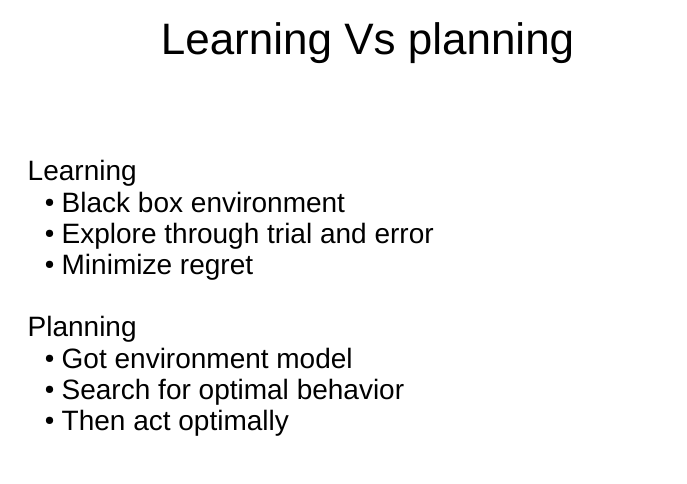 Learning Vs planning
Learning
• Black box environment
• Explore through trial and error
• Minimize regret
Planning
• Got environment model
• Search for optimal behavior
• Then act optimally